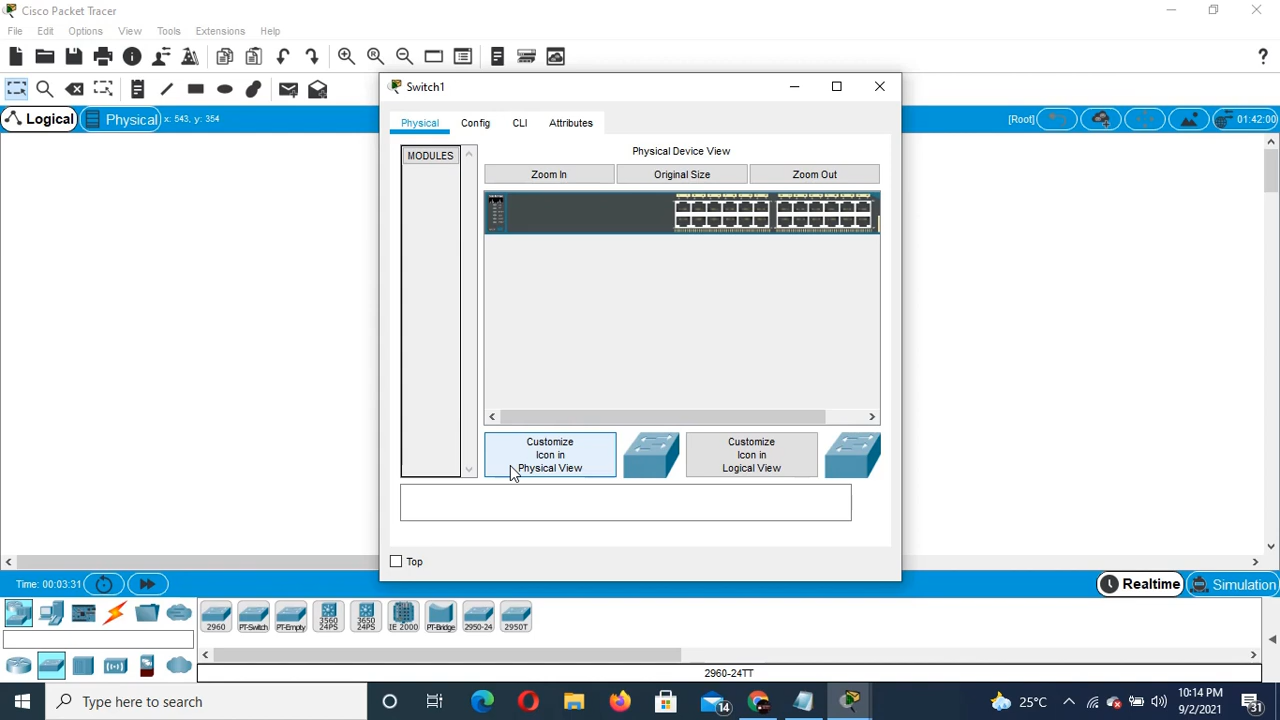 Cisco Packet Tracer
File Edit Options View Tools Extensions Help
Switch1
Logical
Physical
x: 543, y: 354
[Root]
01:42:00
Physical Config CLI Attributes
MODULES
Physical Device View
Zoom In
Original Size
Zoom Out
Customize
Icon in
Physical View
Customize
Icon in
Logical View
Top
Time: 00:03:31
Realtime
Simulation
2960
PT-Switch
PT-Empty
3560
24PS
3650
24PS
IE 2000
PT-Bridge
2950-24
2950T
2960-24TT
Type here to search
14
25°C
10:14 PM
9/2/2021
31